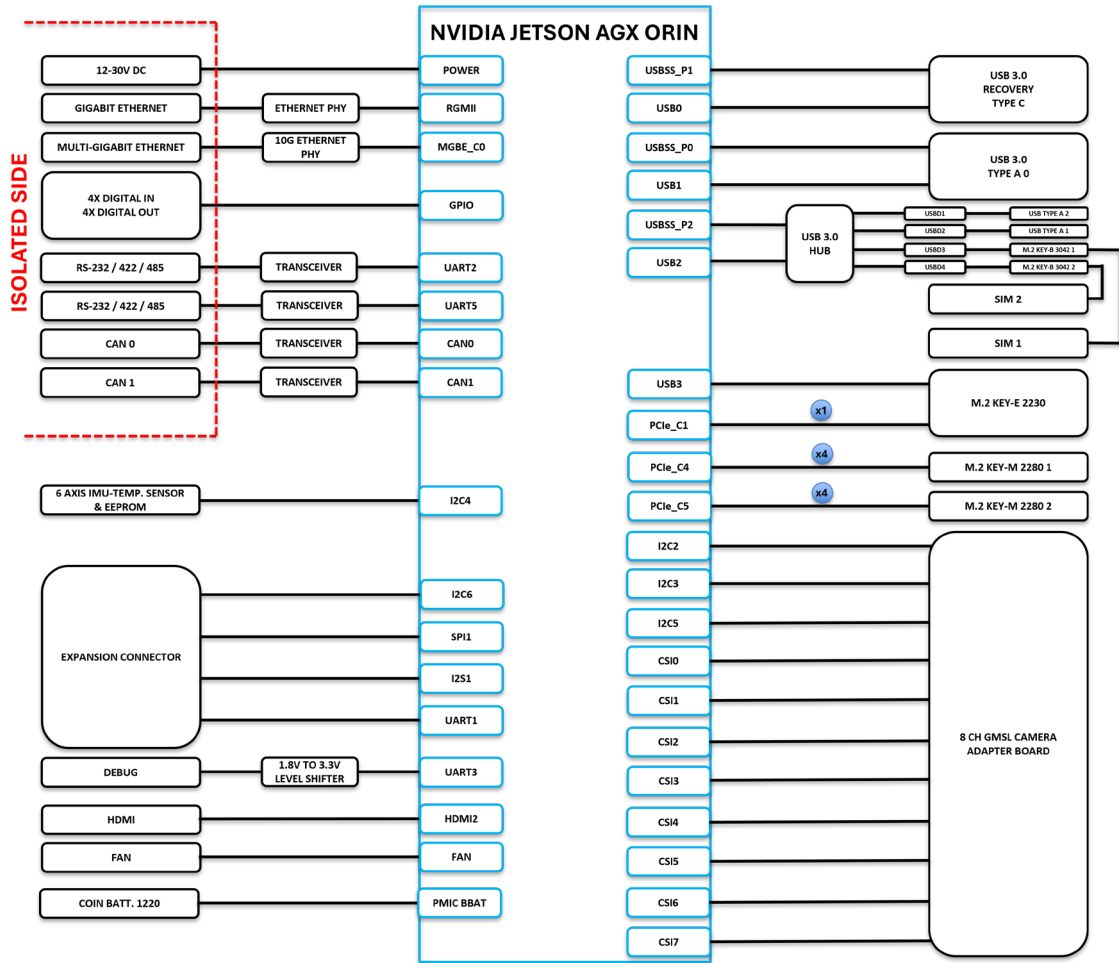 NVIDIA JETSON AGX ORIN
ISOLATED SIDE
12-30V DC
POWER
GIGABIT ETHERNET
ETHERNET PHY
RGMII
MULTI-GIGABIT ETHERNET
10G ETHERNET
PHY
MGBE_C0
4X DIGITAL IN
4X DIGITAL OUT
GPIO
RS-232 / 422 / 485
TRANSCEIVER
UART2
RS-232 / 422 / 485
TRANSCEIVER
UART5
CAN 0
TRANSCEIVER
CAN0
CAN 1
TRANSCEIVER
CAN1
6 AXIS IMU-TEMP. SENSOR
& EEPROM
I2C4
EXPANSION CONNECTOR
I2C6
SPI1
I2S1
UART1
DEBUG
1.8V TO 3.3V
LEVEL SHIFTER
UART3
HDMI
HDMI2
FAN
FAN
COIN BATT. 1220
PMIC BBAT
USBSS_P1
USB0
USB 3.0
RECOVERY
TYPE C
USBSS_P0
USB1
USB 3.0
TYPE A 0
USBSS_P2
USB2
USB 3.0
HUB
USBD1
USB TYPE A 2
USBD2
USB TYPE A 1
USBD3
M.2 KEY-B 3042 1
USBD4
M.2 KEY-B 3042 2
SIM 2
SIM 1
USB3
PCIe_C1
x1
M.2 KEY-E 2230
PCIe_C4
x4
M.2 KEY-M 2280 1
PCIe_C5
x4
M.2 KEY-M 2280 2
I2C2
I2C3
I2C5
CSI0
CSI1
CSI2
CSI3
CSI4
CSI5
CSI6
CSI7
8 CH GMSL CAMERA
ADAPTER BOARD